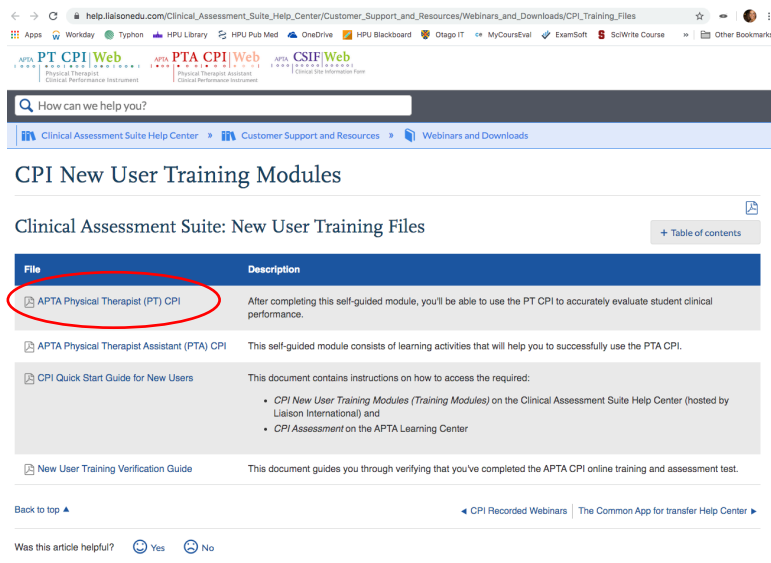 help.liaisonedu.com/Clinical_Assessment_Suite_Help_Center/Customer_Support_and_Resources/Webinars_and_Downloads/CPI_Training_Files
Apps Workday Typhon HPU Library HPU Pub Med OneDrive HPU Blackboard Otago IT MyCoursEval ExamSoft SciWrite Course » Other Bookmarks
APTA PT CPI Web APTA PTA CPI Web APTA CSIF Web
Physical Therapist Physical Therapist Assistant Clinical Site Information Form
Clinical Performance Instrument Clinical Performance Instrument
How can we help you?
Clinical Assessment Suite Help Center » Customer Support and Resources » Webinars and Downloads
CPI New User Training Modules
Clinical Assessment Suite: New User Training Files
+ Table of contents
File Description
APTA Physical Therapist (PT) CPI After completing this self-guided module, you'll be able to use the PT CPI to accurately evaluate student clinical
performance.
APTA Physical Therapist Assistant (PTA) CPI This self-guided module consists of learning activities that will help you to successfully use the PTA CPI.
CPI Quick Start Guide for New Users This document contains instructions on how to access the required:
• CPI New User Training Modules (Training Modules) on the Clinical Assessment Suite Help Center (hosted by
Liaison International) and
• CPI Assessment on the APTA Learning Center
New User Training Verification Guide This document guides you through verifying that you've completed the APTA CPI online training and assessment test.
Back to top ▲ ◄ CPI Recorded Webinars The Common App for transfer Help Center ►
Was this article helpful? Yes No